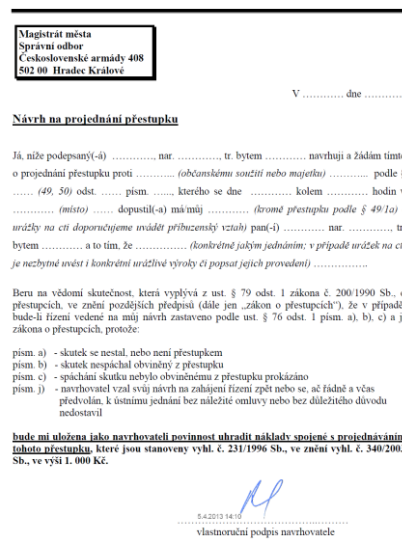 Magistrát města
Správní odbor
Československé armády 408
502 00 Hradec Králové
V ………… dne …………
Návrh na projednání přestupku
Já, níže podepsaný(-á) …………, nar. …………, tr. bytem ………… navrhuji a žádám tímto
o projednání přestupku proti ………… (občanskému soužití nebo majetku) ………… podle §
…… (49, 50) odst. …… písm. ……, kterého se dne ………… kolem ………… hodin v
………… (místo) …… dopustil(-a) má/můj ………… (kromě přestupku podle § 49/1a)
urážky na cti doporučujeme uvádět příbuzenský vztah) pan(-í) ………… nar. …………, tr.
bytem ………… a to tím, že ………… (konkrétně jakým jednáním; v případě urážek na cti
je nezbytné uvést i konkrétní urážlivé výroky či popsat jejich provedení) ……………
Beru na vědomí skutečnost, která vyplývá z ust. § 79 odst. 1 zákona č. 200/1990 Sb., o
přestupcích, ve znění pozdějších předpisů (dále jen „zákon o přestupcích“), že v případě
bude-li řízení vedené na můj návrh zastaveno podle ust. § 76 odst. 1 písm. a), b), c) a j)
zákona o přestupcích, protože:
písm. a) - skutek se nestal, nebo není přestupkem
písm. b) - skutek nespáchal obviněný z přestupku
písm. c) - spáchání skutku nebylo obviněnému z přestupku prokázáno
písm. j) - navrhovatel vzal svůj návrh na zahájení řízení zpět nebo se, ač řádně a včas
předvolán, k ústnímu jednání bez náležité omluvy nebo bez důležitého důvodu
nedostavil
bude mi uložena jako navrhovateli povinnost uhradit náklady spojené s projednáváním
tohoto přestupku, které jsou stanoveny vyhl. č. 231/1996 Sb., ve znění vyhl. č. 340/200
Sb., ve výši 1. 000 Kč.
5.4.2013 14:10
vlastnoruční podpis navrhovatele